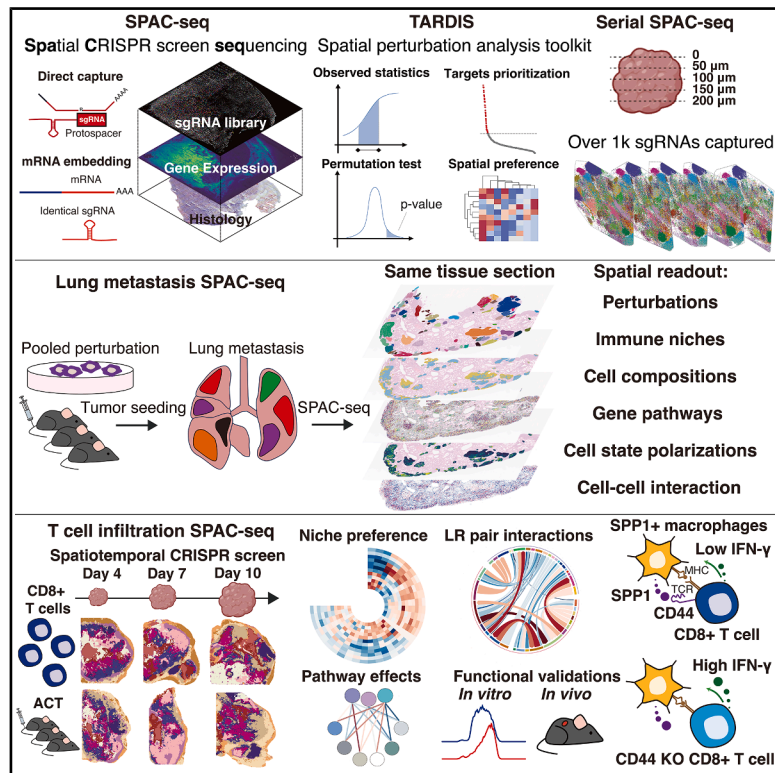 SPAC-seq
Spatial CRISPR screen sequencing
Direct capture
AAAA
sgRNA
Protospacer
mRNA embedding
mRNA
AAA
Identical sgRNA
sgRNA library
Gene Expression
Histology
TARDIS
Spatial perturbation analysis toolkit
Observed statistics
Targets prioritization
Permutation test
Spatial preference
p-value
Serial SPAC-seq
0
50 µm
100 µm
150 µm
200 µm
Over 1k sgRNAs captured
Lung metastasis SPAC-seq
Pooled perturbation
Lung metastasis
Tumor seeding
SPAC-seq
Same tissue section
Spatial readout:
Perturbations
Immune niches
Cell compositions
Gene pathways
Cell state polarizations
Cell-cell interaction
T cell infiltration SPAC-seq
Spatiotemporal CRISPR screen
Day 4
Day 7
Day 10
CD8+
T cells
ACT
Niche preference
LR pair interactions
Pathway effects
Functional validations
In vitro
In vivo
SPP1+ macrophages
Low IFN-γ
MHC
SPP1
TCR
CD44
CD8+ T cell
High IFN-γ
CD44 KO CD8+ T cell